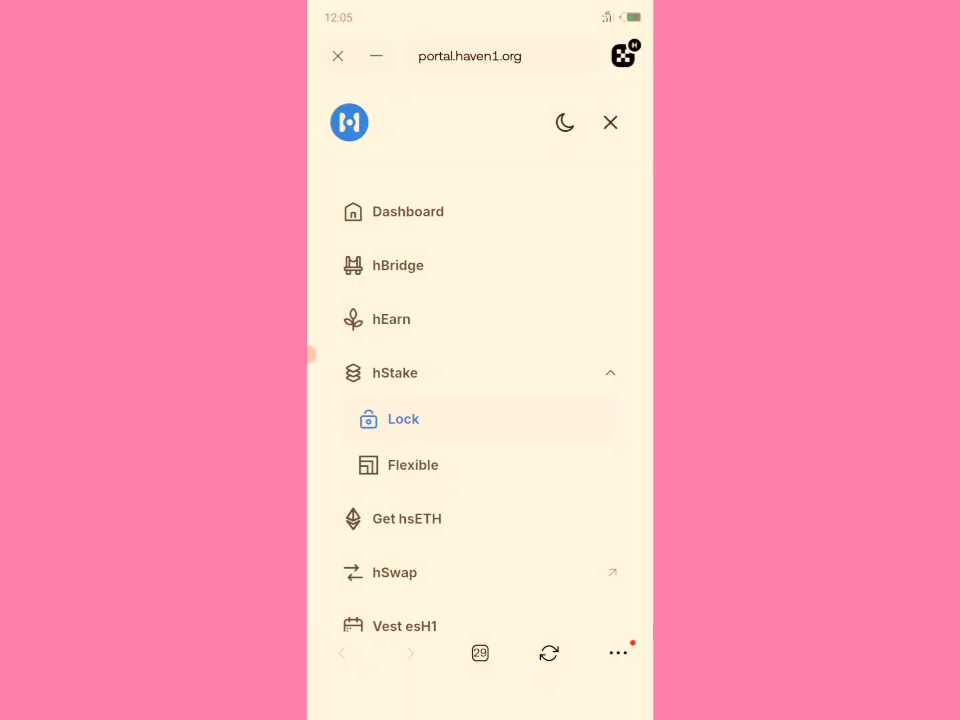 12:05
portal.haven1.org
H
Dashboard
hBridge
hEarn
hStake
Lock
Flexible
Get hsETH
hSwap
Vest esH1
29